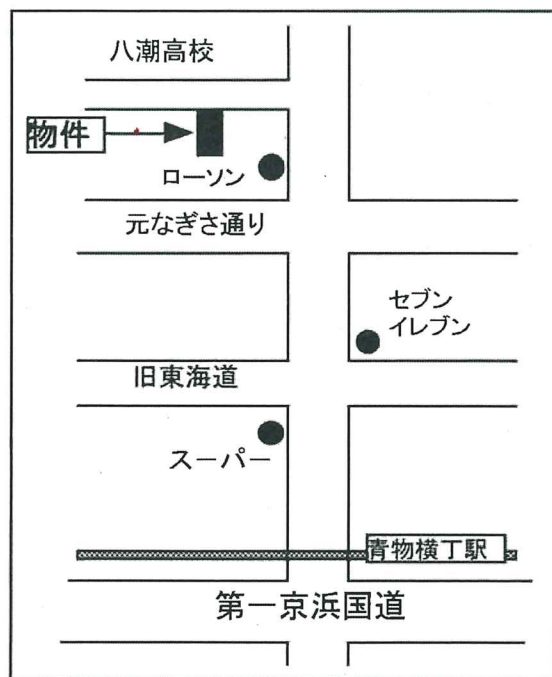 八潮高校
物件
ローソン
元なぎさ通り
セブン
イレブン
旧東海道
スーパー
青物横丁駅
第一京浜国道